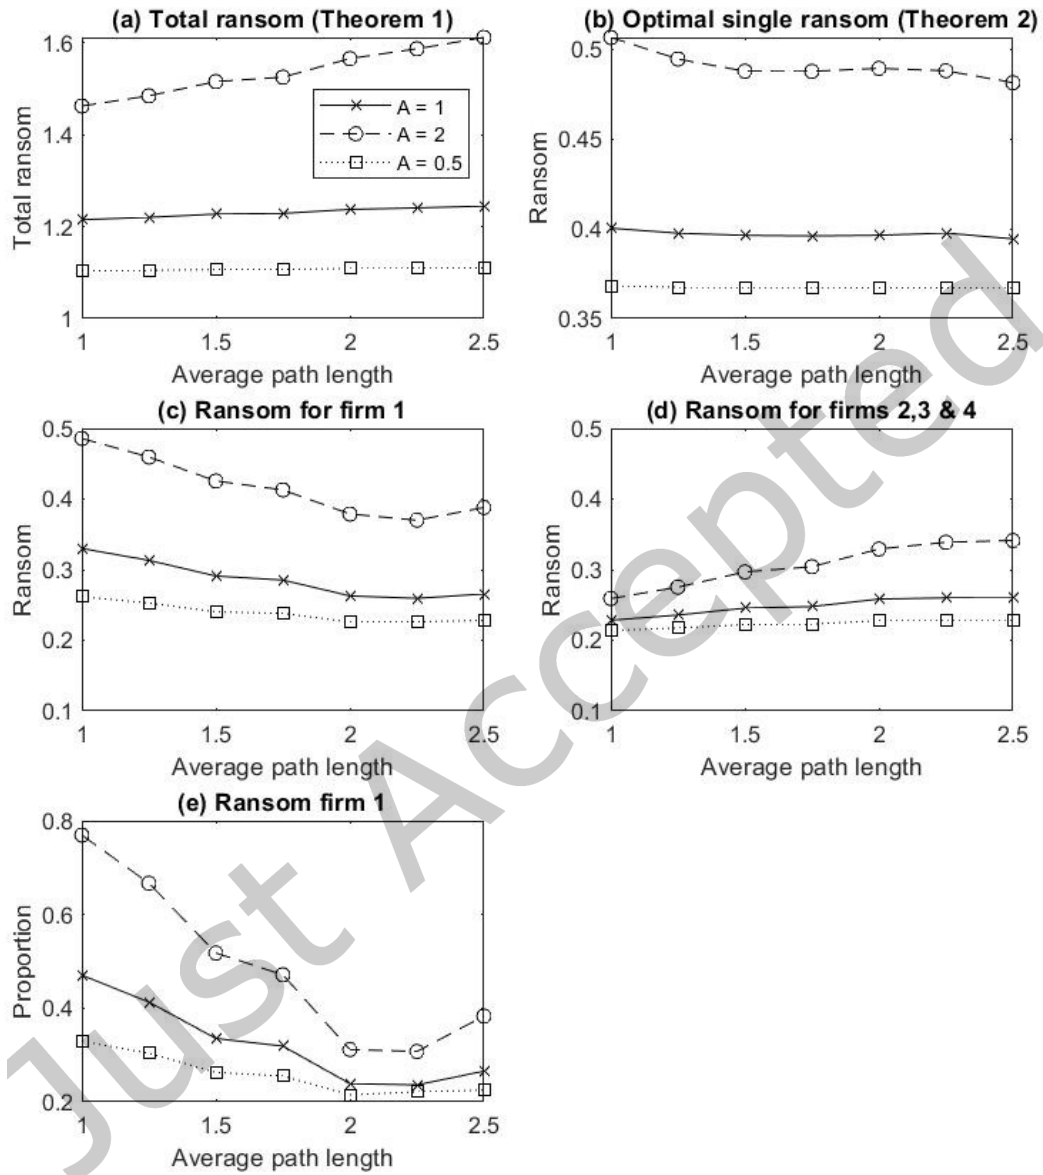 (a) Total ransom (Theorem 1)
1.6
1.4
1.2
1
Total ransom
A = 1
A = 2
A = 0.5
1 1.5 2 2.5
Average path length
(b) Optimal single ransom (Theorem 2)
0.5
0.45
0.4
0.35
Ransom
1 1.5 2 2.5
Average path length
(c) Ransom for firm 1
0.5
0.4
0.3
0.2
0.1
Ransom
1 1.5 2 2.5
Average path length
(d) Ransom for firms 2,3 & 4
0.5
0.4
0.3
0.2
0.1
Ransom
1 1.5 2 2.5
Average path length
(e) Ransom firm 1
0.8
0.6
0.4
0.2
Proportion
1 1.5 2 2.5
Average path length
Just Accepted